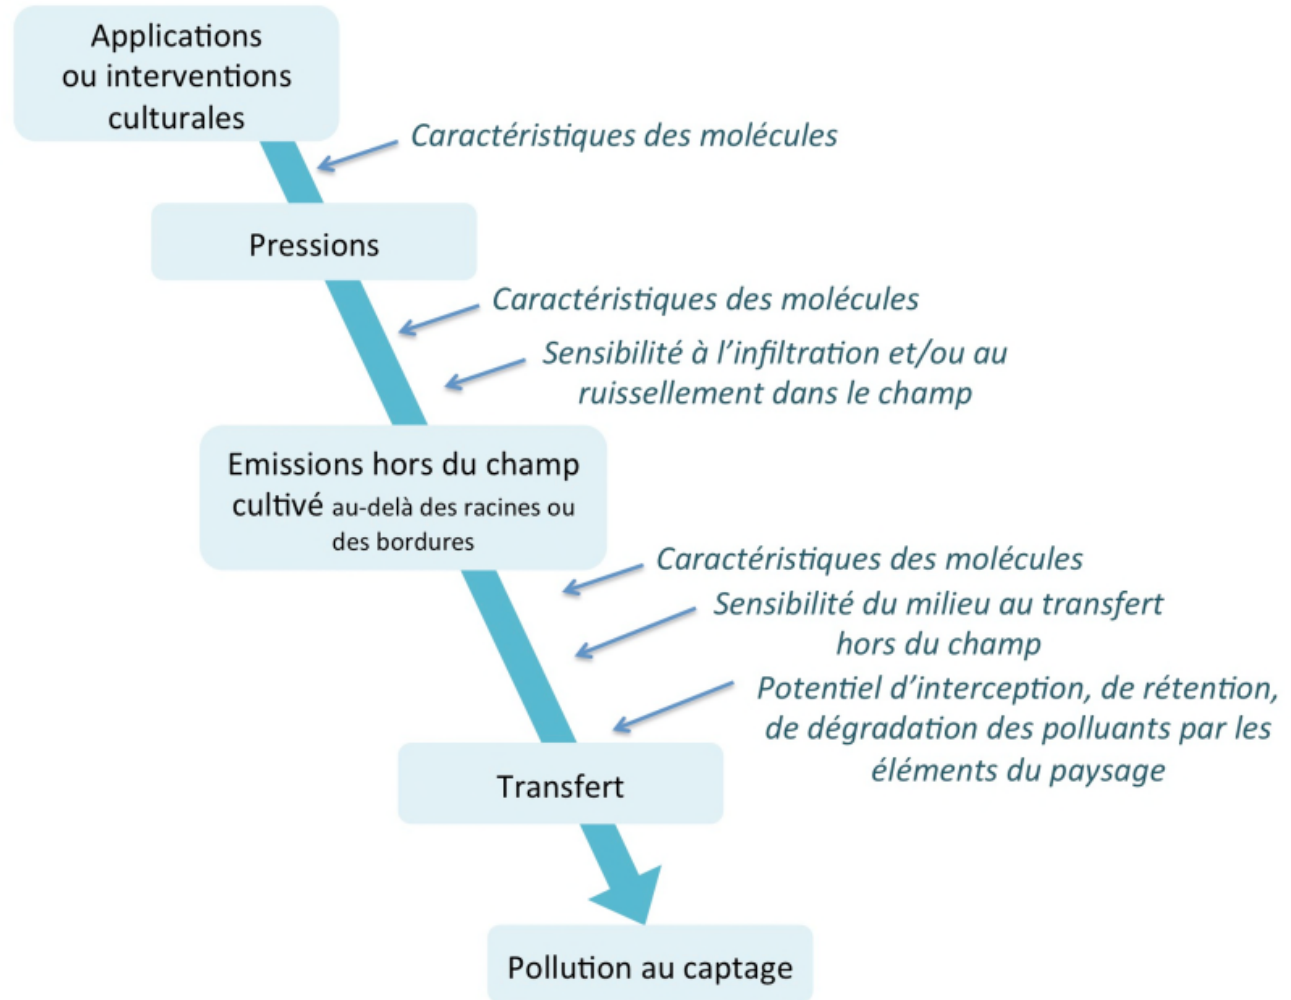 Applications
ou interventions
culturales
Caractéristiques des molécules
Pressions
Caractéristiques des molécules
Sensibilité à l’infiltration et/ou au
ruissellement dans le champ
Emissions hors du champ
cultivé au-delà des racines ou
des bordures
Caractéristiques des molécules
Sensibilité du milieu au transfert
hors du champ
Potentiel d’interception, de rétention,
de dégradation des polluants par les
éléments du paysage
Transfert
Pollution au captage